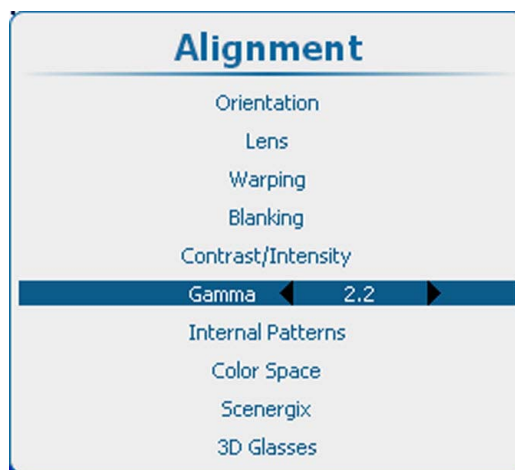 Alignment
Orientation
Lens
Warping
Blanking
Contrast/Intensity
Gamma 2.2
Internal Patterns
Color Space
Scenergix
3D Glasses